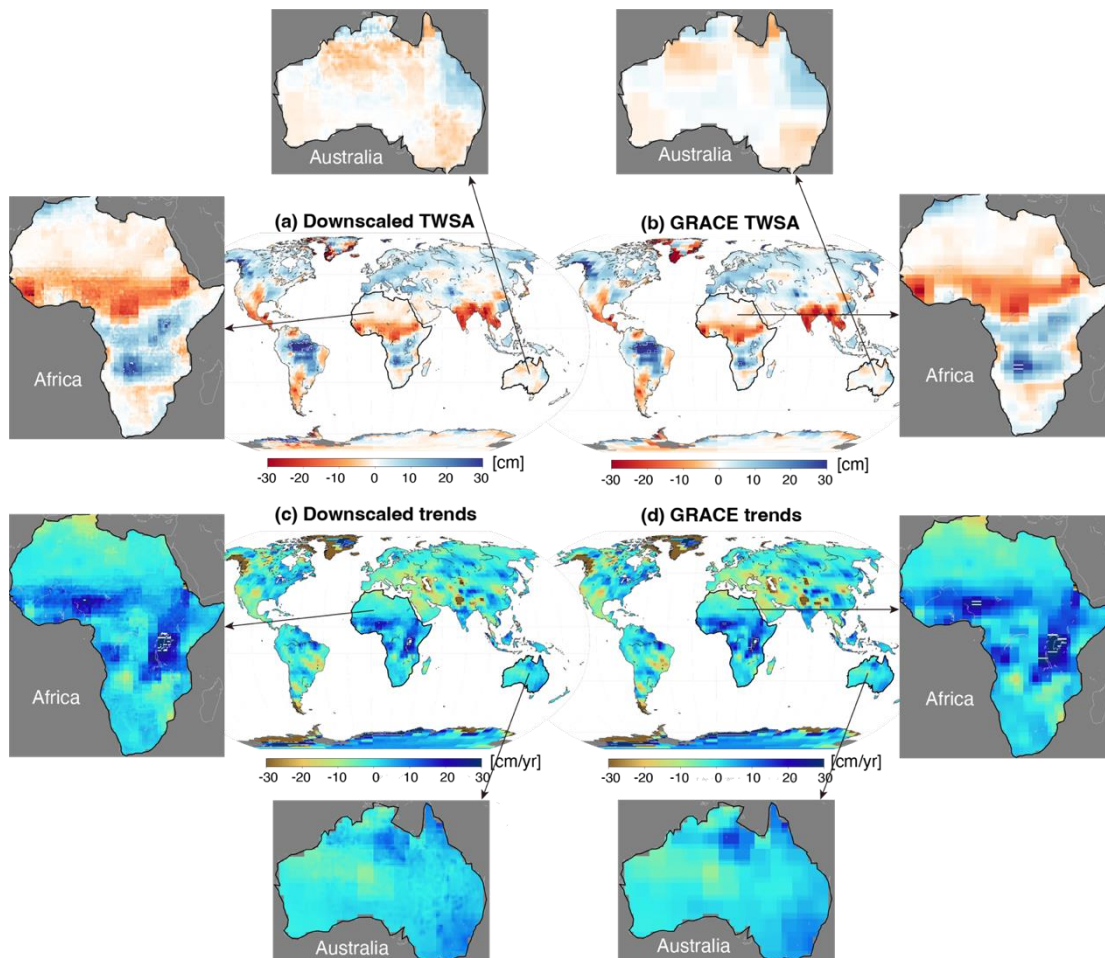 Australia
Australia
(a) Downscaled TWSA
(b) GRACE TWSA
Africa
Africa
[cm]
[cm]
-30 -20 -10 0 10 20 30
-30 -20 -10 0 10 20 30
(c) Downscaled trends
(d) GRACE trends
Africa
Africa
[cm/yr]
[cm/yr]
-30 -20 -10 0 10 20 30
-30 -20 -10 0 10 20 30
Australia
Australia